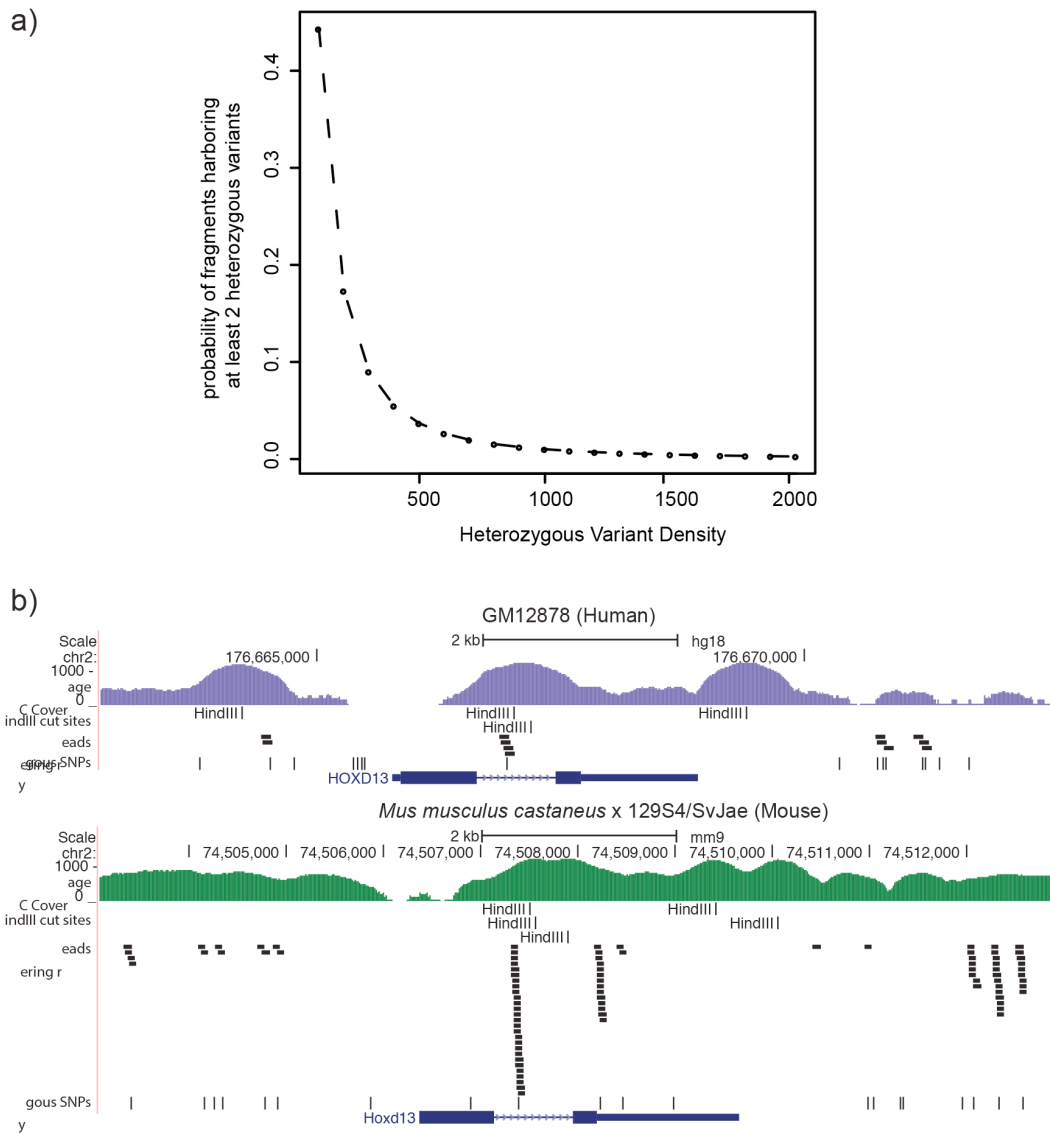 a)
probability of fragments harboring
at least 2 heterozygous variants
0.4
0.3
0.2
0.1
0.0
500
1000
1500
2000
Heterozygous Variant Density
b)
GM12878 (Human)
Scale
2 kb
hg18
chr2:
176,665,000
176,670,000
1000 -
age
0 _
C Cover
HindIII
HindIII
HindIII
indIII cut sites
HindIII
eads
gous SNPs
ering r
HOXD13
y
Mus musculus castaneus x 129S4/SvJae (Mouse)
Scale
2 kb
mm9
chr2:
74,505,000
74,506,000
74,507,000
74,508,000
74,509,000
74,510,000
74,511,000
74,512,000
1000 -
age
0 _
C Cover
HindIII
HindIII
indIII cut sites
HindIII
HindIII
HindIII
eads
ering r
gous SNPs
Hoxd13
y